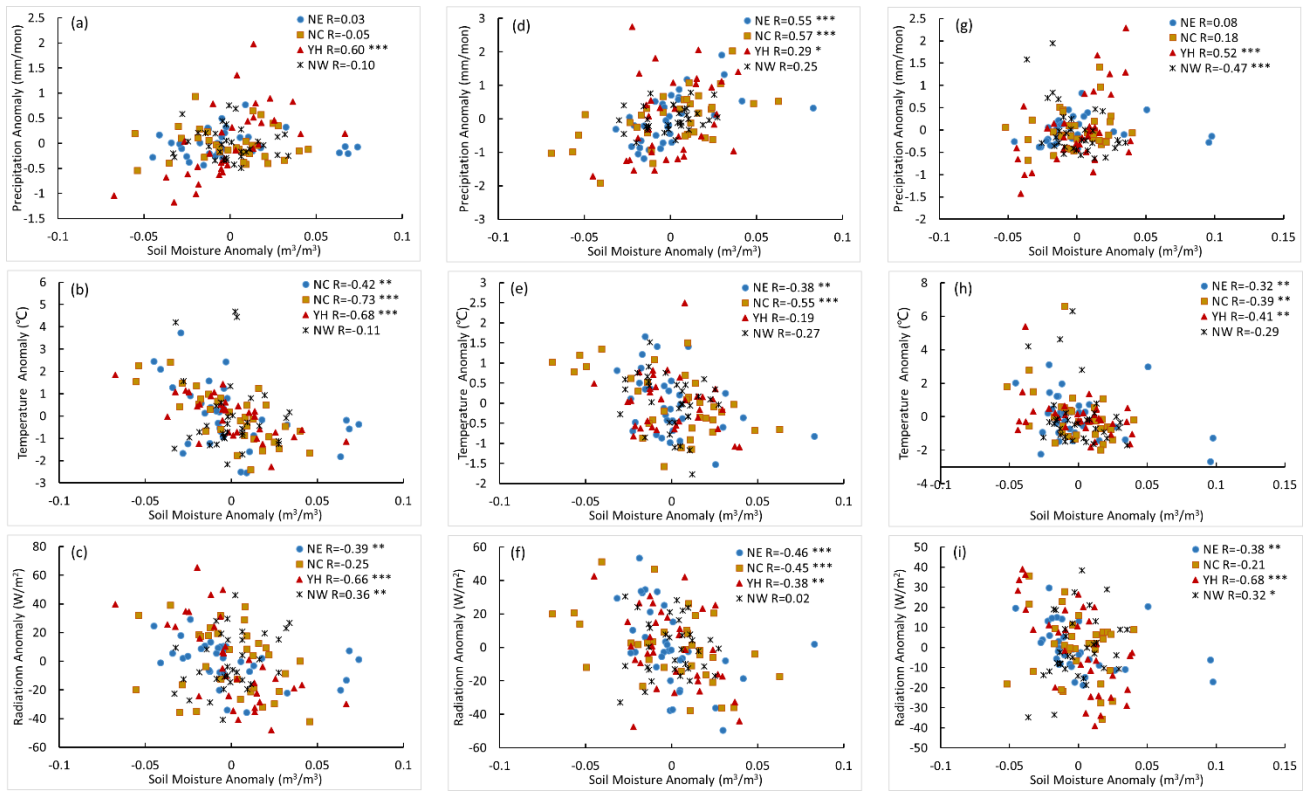 (a)
NE R=0.03
NC R=-0.05
YH R=0.60 ***
NW R=-0.10
Precipitation Anomaly (mm/mon)
2.5
2
1.5
1
0.5
0
-0.5
-1
-1.5
-0.1 -0.05 0 0.05 0.1
Soil Moisture Anomaly (m³/m³)
(d)
NE R=0.55 ***
NC R=0.57 ***
YH R=0.29 *
NW R=0.25
Precipitation Anomaly (mm/mon)
3
2
1
0
-1
-2
-3
-0.1 -0.05 0 0.05 0.1
Soil Moisture Anomaly (m³/m³)
(g)
NE R=0.08
NC R=0.18
YH R=0.52 ***
NW R=-0.47 ***
Precipitation Anomaly (mm/mon)
2.5
2
1.5
1
0.5
0
-0.5
-1
-1.5
-2
-0.1 -0.05 0 0.05 0.1 0.15
Soil Moisture Anomaly (m³/m³)
(b)
NC R=-0.42 **
NC R=-0.73 ***
YH R=-0.68 ***
NW R=-0.11
Temperature Anomaly (℃)
6
5
4
3
2
1
0
-1
-2
-3
-0.1 -0.05 0 0.05 0.1
Soil Moisture Anomaly (m³/m³)
(e)
NE R=-0.38 **
NC R=-0.55 ***
YH R=-0.19
NW R=-0.27
Temperature Anomaly (℃)
3
2.5
2
1.5
1
0.5
0
-0.5
-1
-1.5
-2
-0.1 -0.05 0 0.05 0.1
Soil Moisture Anomaly (m³/m³)
(h)
NE R=-0.32 **
NC R=-0.39 **
YH R=-0.41 **
NW R=-0.29
Temperature Anomaly (℃)
8
6
4
2
0
-2
-4
-0.1 -0.05 0 0.05 0.1 0.15
Soil Moisture Anomaly (m³/m³)
(c)
NE R=-0.39 **
NC R=-0.25
YH R=-0.66 ***
NW R=0.36 **
Radiationn Anomaly (W/m²)
80
60
40
20
0
-20
-40
-60
-0.1 -0.05 0 0.05 0.1
Soil Moisture Anomaly (m³/m³)
(f)
NE R=-0.46 ***
NC R=-0.45 ***
YH R=-0.38 **
NW R=0.02
Radiationn Anomaly (W/m²)
60
40
20
0
-20
-40
-60
-0.1 -0.05 0 0.05 0.1
Soil Moisture Anomaly (m³/m³)
(i)
NE R=-0.38 **
NC R=-0.21
YH R=-0.68 ***
NW R=0.32 *
Radiationn Anomaly (W/m²)
50
40
30
20
10
0
-10
-20
-30
-40
-50
-0.1 -0.05 0 0.05 0.1 0.15
Soil Moisture Anomaly (m³/m³)